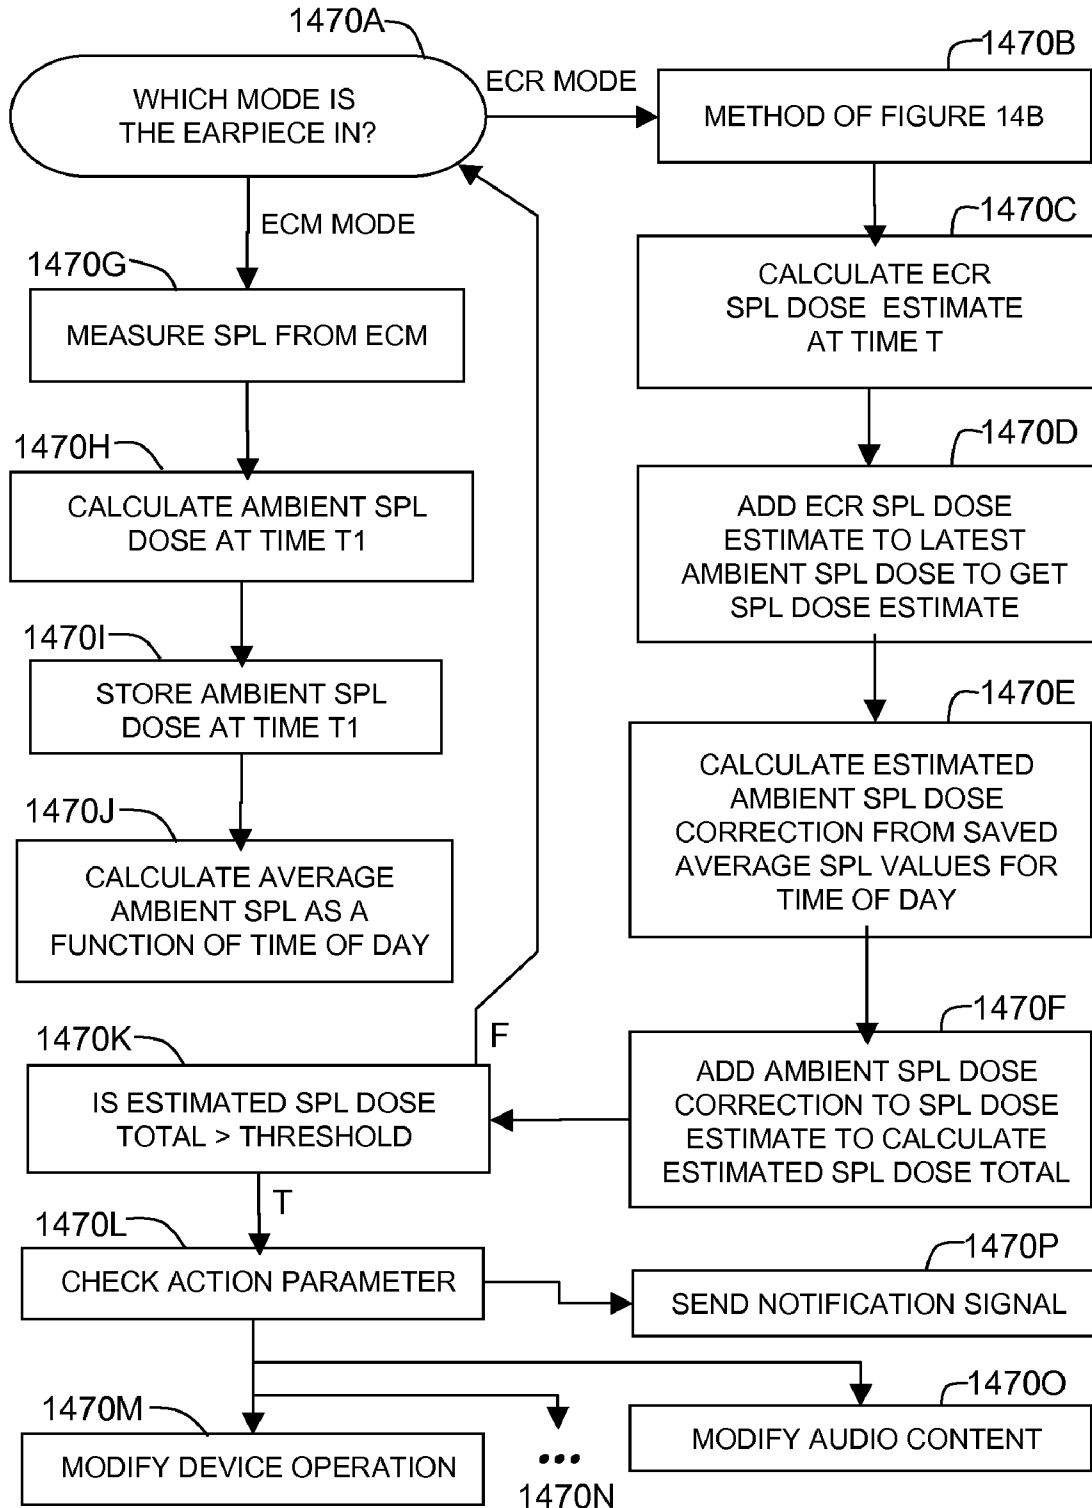 1470A
WHICH MODE IS
THE EARPIECE IN?
ECR MODE
1470B
METHOD OF FIGURE 14B
ECM MODE
1470C
CALCULATE ECR
SPL DOSE ESTIMATE
AT TIME T
1470G
MEASURE SPL FROM ECM
1470D
ADD ECR SPL DOSE
ESTIMATE TO LATEST
AMBIENT SPL DOSE TO GET
SPL DOSE ESTIMATE
1470H
CALCULATE AMBIENT SPL
DOSE AT TIME T1
1470I
STORE AMBIENT SPL
DOSE AT TIME T1
1470E
CALCULATE ESTIMATED
AMBIENT SPL DOSE
CORRECTION FROM SAVED
AVERAGE SPL VALUES FOR
TIME OF DAY
1470J
CALCULATE AVERAGE
AMBIENT SPL AS A
FUNCTION OF TIME OF DAY
1470F
ADD AMBIENT SPL DOSE
CORRECTION TO SPL DOSE
ESTIMATE TO CALCULATE
ESTIMATED SPL DOSE TOTAL
1470K
F
IS ESTIMATED SPL DOSE
TOTAL > THRESHOLD
T
1470L
CHECK ACTION PARAMETER
1470P
SEND NOTIFICATION SIGNAL
1470M
MODIFY DEVICE OPERATION
•••
1470N
1470O
MODIFY AUDIO CONTENT